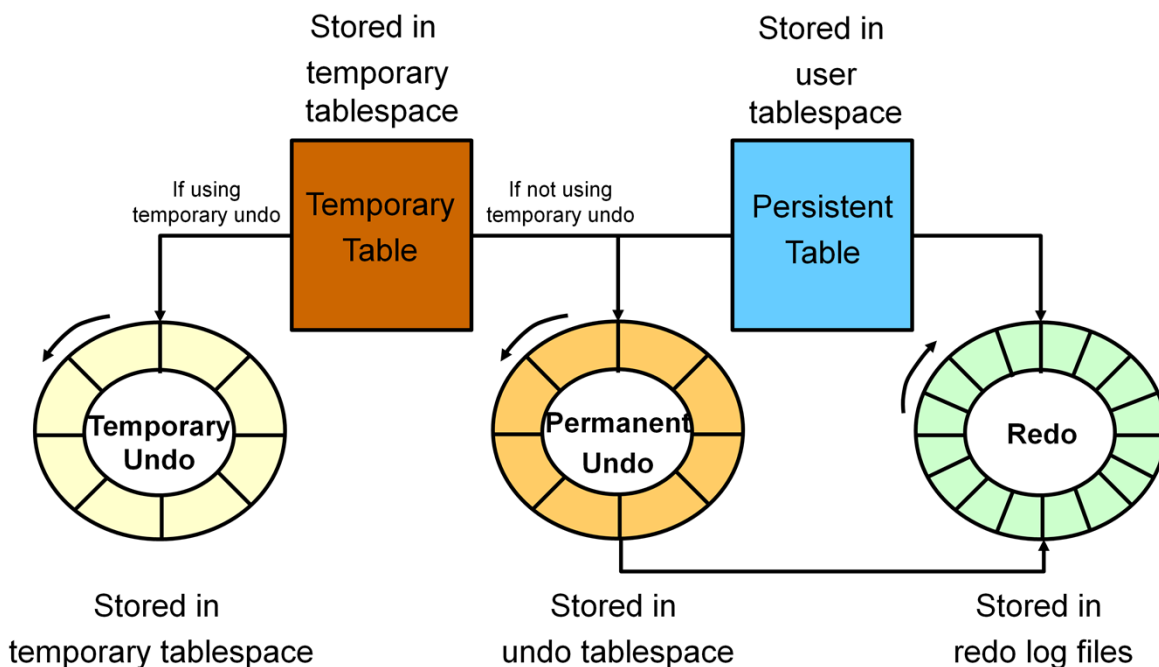 Stored in
temporary
tablespace
Stored in
user
tablespace
If using
temporary undo
Temporary
Table
If not using
temporary undo
Persistent
Table
Temporary
Undo
Permanent
Undo
Redo
Stored in
temporary tablespace
Stored in
undo tablespace
Stored in
redo log files